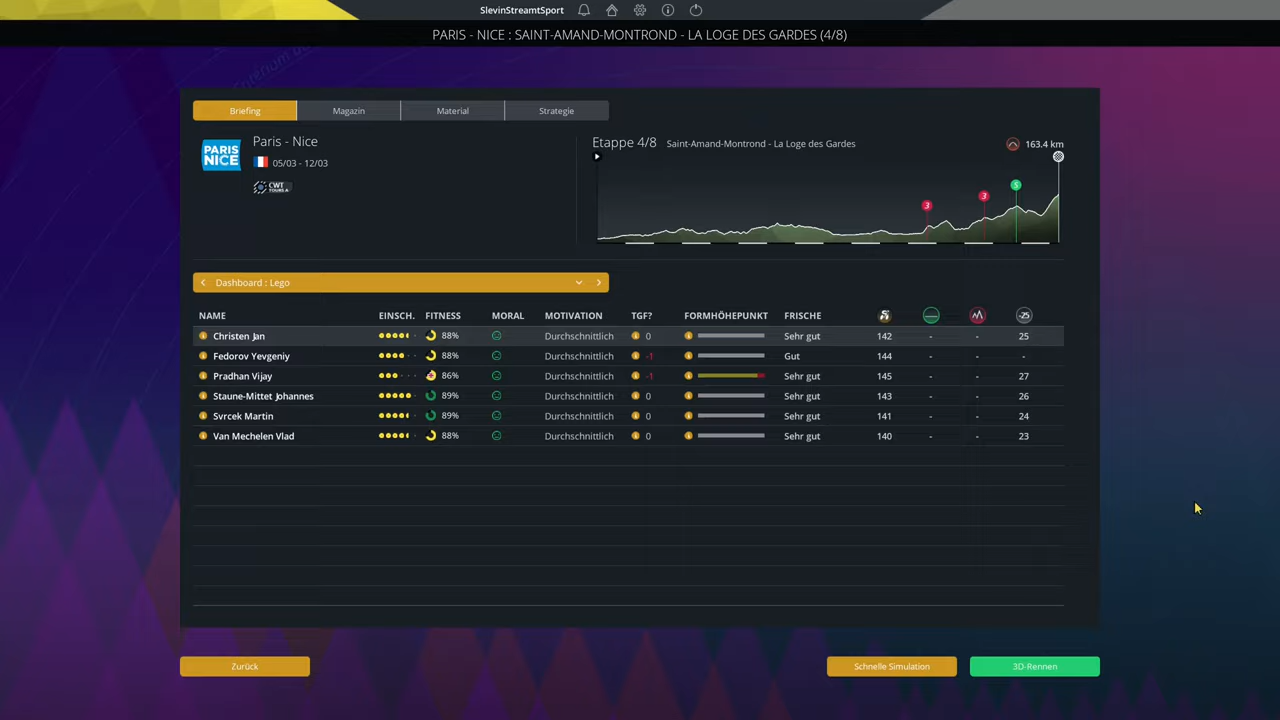 SlevinStreamtSport
PARIS - NICE : SAINT-AMAND-MONTROND - LA LOGE DES GARDES (4/8)
Briefing Magazin Material Strategie
PARIS NICE
Paris - Nice
05/03 - 12/03
CWT TOURS A
Etappe 4/8 Saint-Amand-Montrond - La Loge des Gardes 163.4 km
3 3 S
Dashboard : Lego
NAME EINSCH. FITNESS MORAL MOTIVATION TGF? FORMHÖHEPUNKT FRISCHE -25
Christen Jan 88% Durchschnittlich 0 Sehr gut 142 - - 25
Fedorov Yevgeniy 88% Durchschnittlich -1 Gut 144 - - -
Pradhan Vijay 86% Durchschnittlich -1 Sehr gut 145 - - 27
Staune-Mittet Johannes 89% Durchschnittlich 0 Sehr gut 143 - - 26
Svrcek Martin 89% Durchschnittlich 0 Sehr gut 141 - - 24
Van Mechelen Vlad 88% Durchschnittlich 0 Sehr gut 140 - - 23
Zurück Schnelle Simulation 3D-Rennen